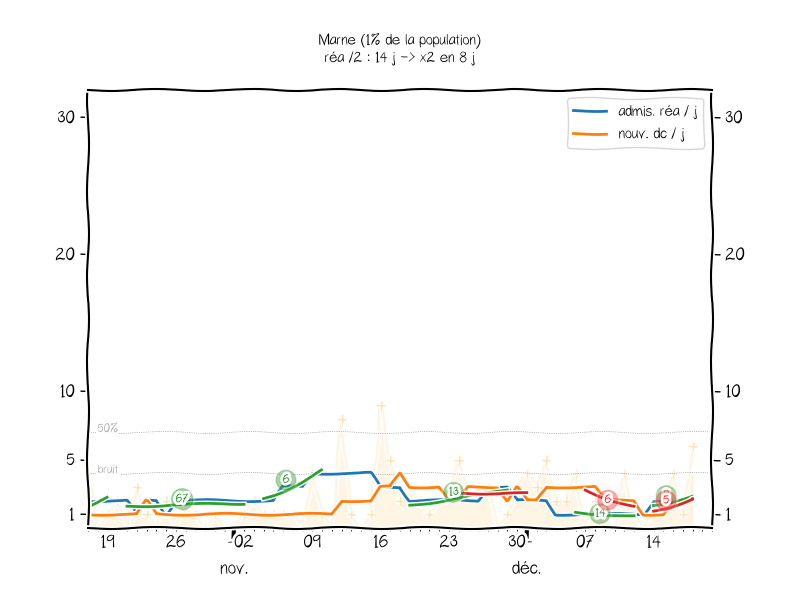 Marne (1% de la population)
réa /2 : 14 j -> x2 en 8 j
admis. réa / j
nouv. dc / j
30 30
20 20
10 10
50%
5 5
bruit
1 1
67 6 13 14 6 5
19 26 02 09 16 23 30 07 14
nov. déc.